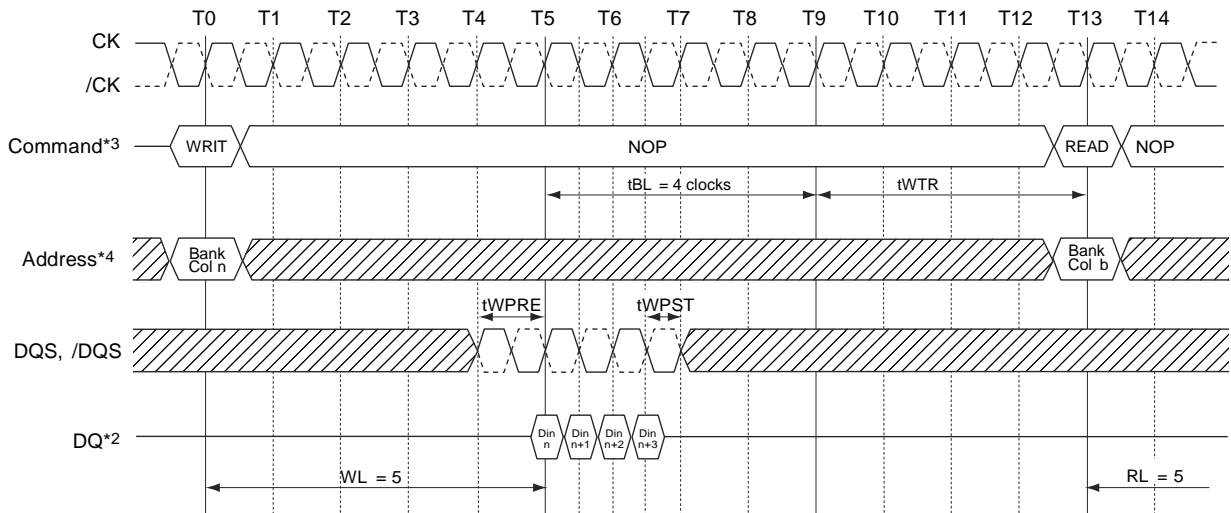 T0 T1 T2 T3 T4 T5 T6 T7 T8 T9 T10 T11 T12 T13 T14
CK
/CK
Command*3 WRIT NOP READ NOP
tBL = 4 clocks tWTR
Address*4 Bank Col n Bank Col b
tWPRE tWPST
DQS, /DQS
DQ*2 Din n Din n+1 Din n+2 Din n+3
WL = 5 RL = 5